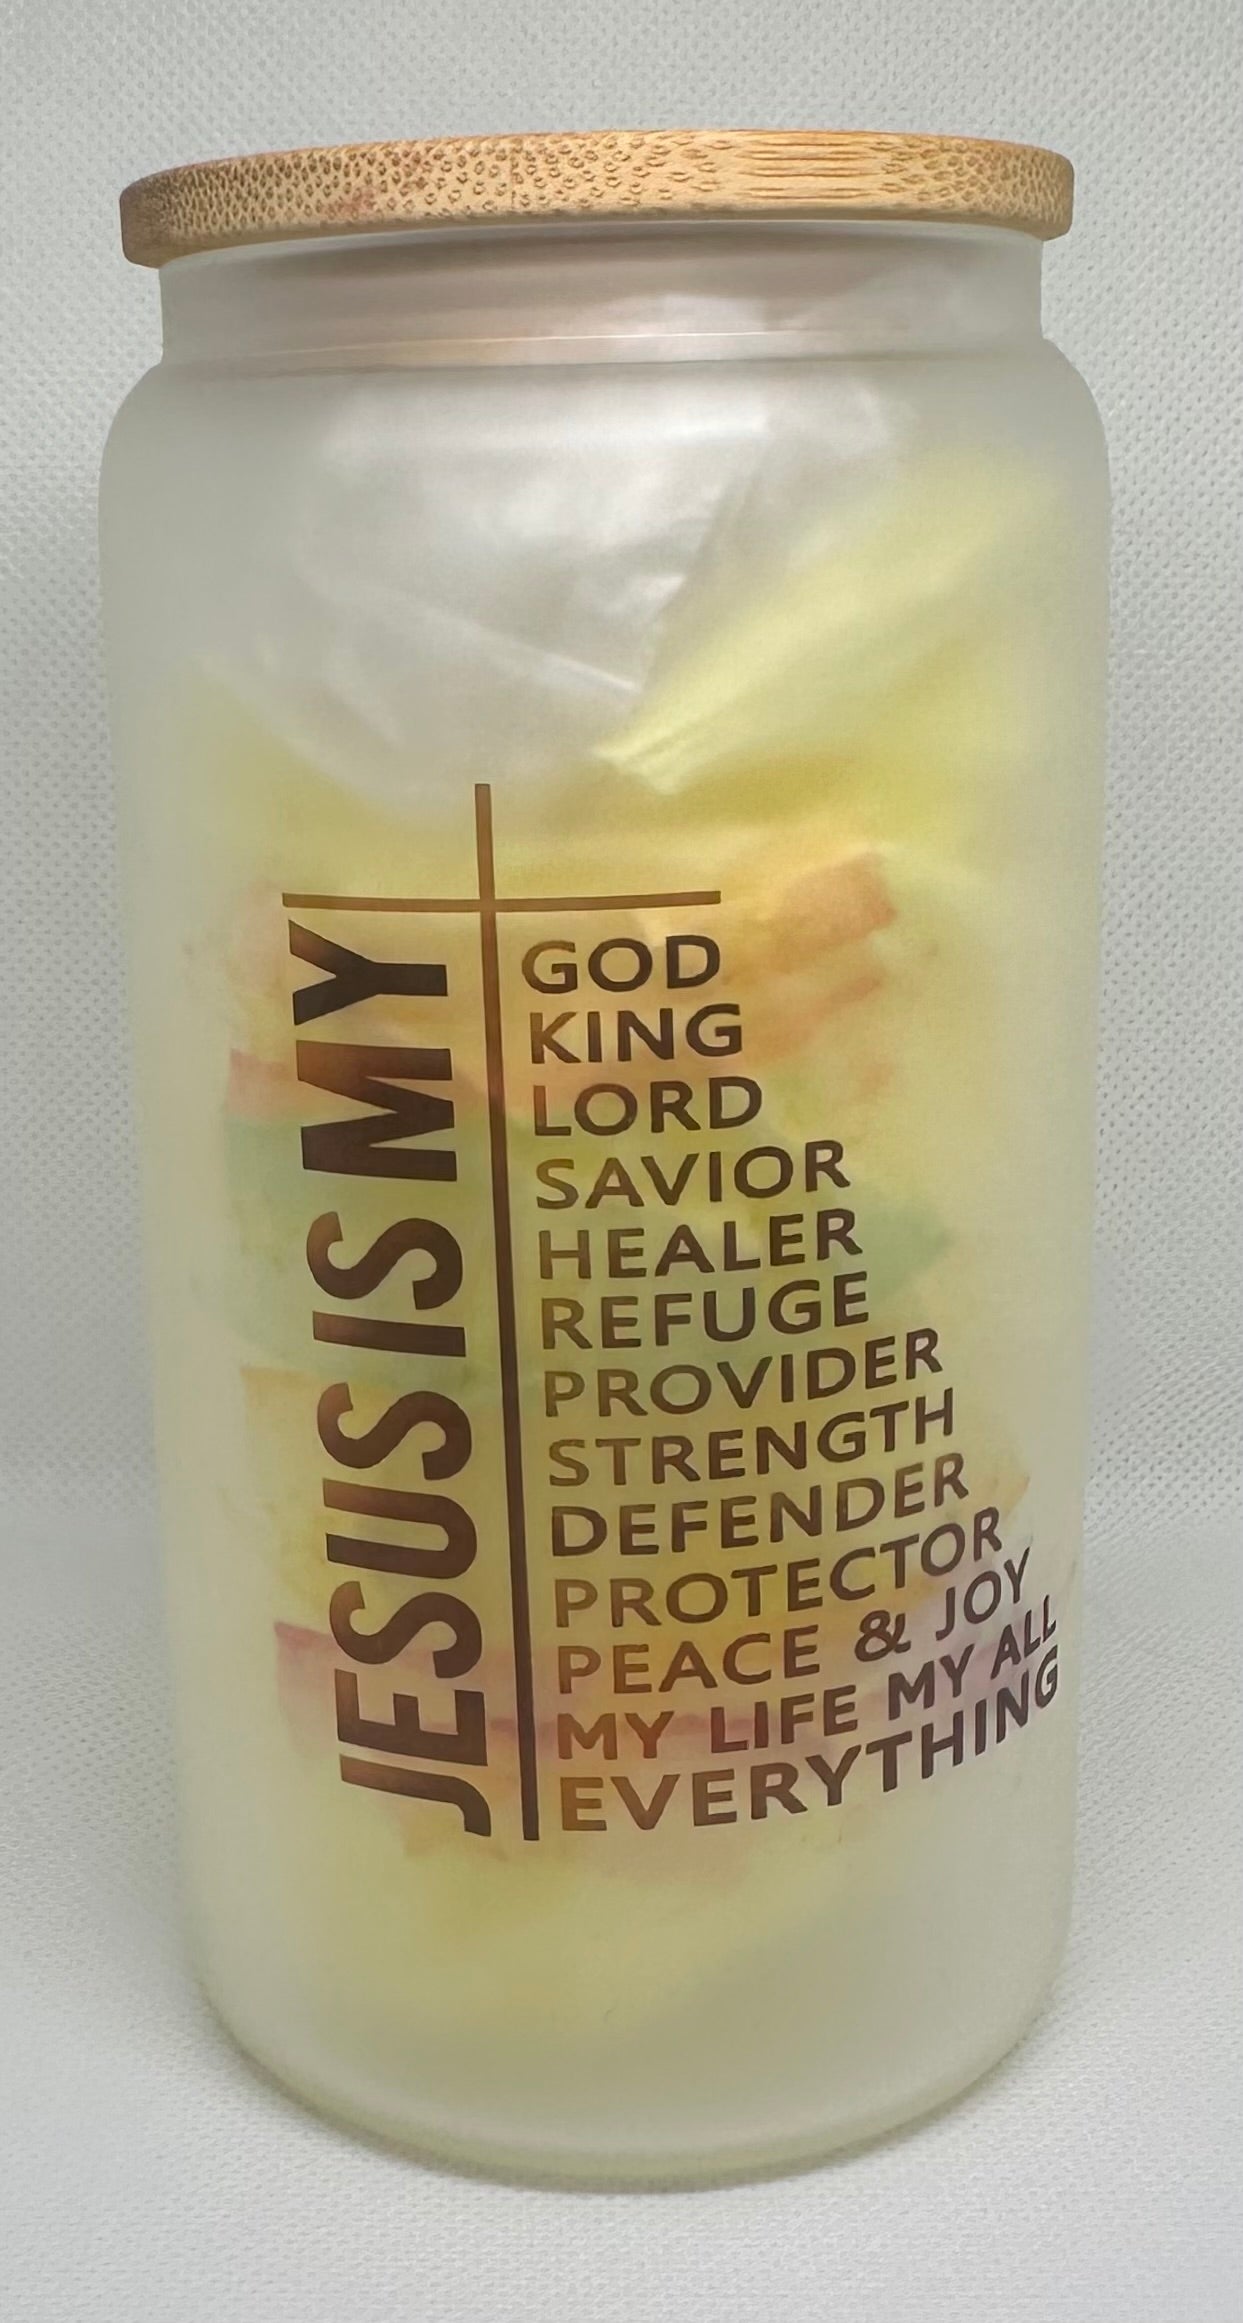 JESUS IS MY
GOD
KING
LORD
SAVIOR
HEALER
REFUGE
PROVIDER
STRENGTH
DEFENDER
PROTECTOR
PEACE & JOY
MY LIFE MY ALL
EVERYTHING